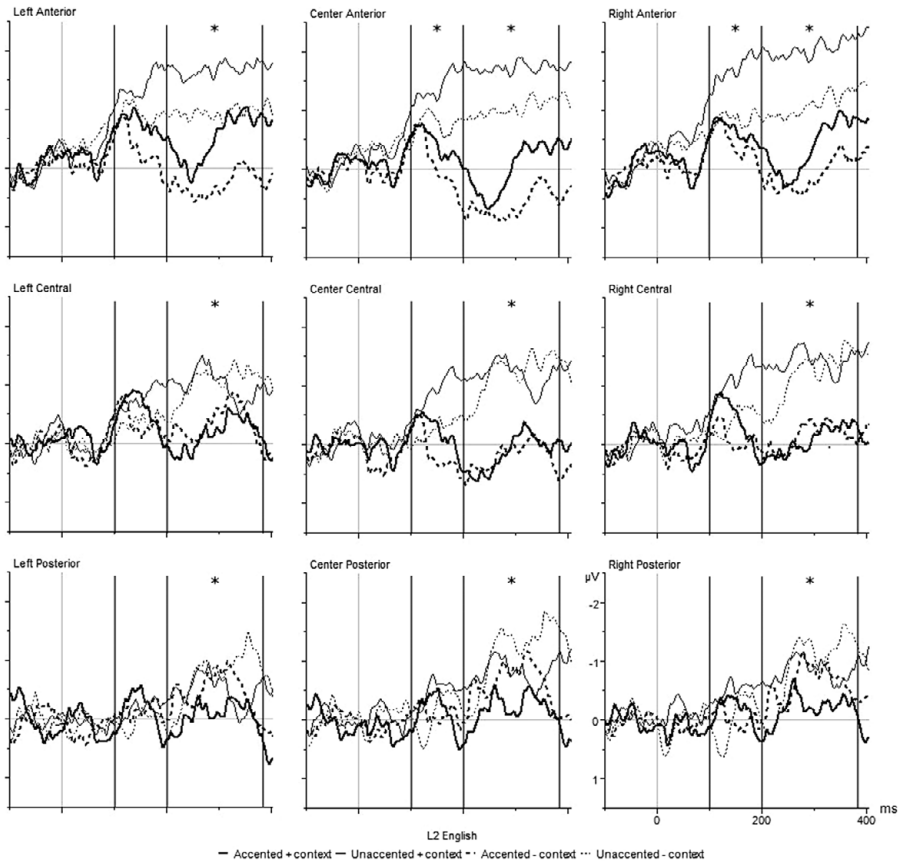 Left Anterior
Center Anterior
Right Anterior
*
* *
* *
Left Central
Center Central
Right Central
*
*
*
Left Posterior
Center Posterior
Right Posterior
*
*
*
µV
-2
-1
0
1
ms
0
200
400
L2 English
Accented + context Unaccented + context Accented - context Unaccented - context